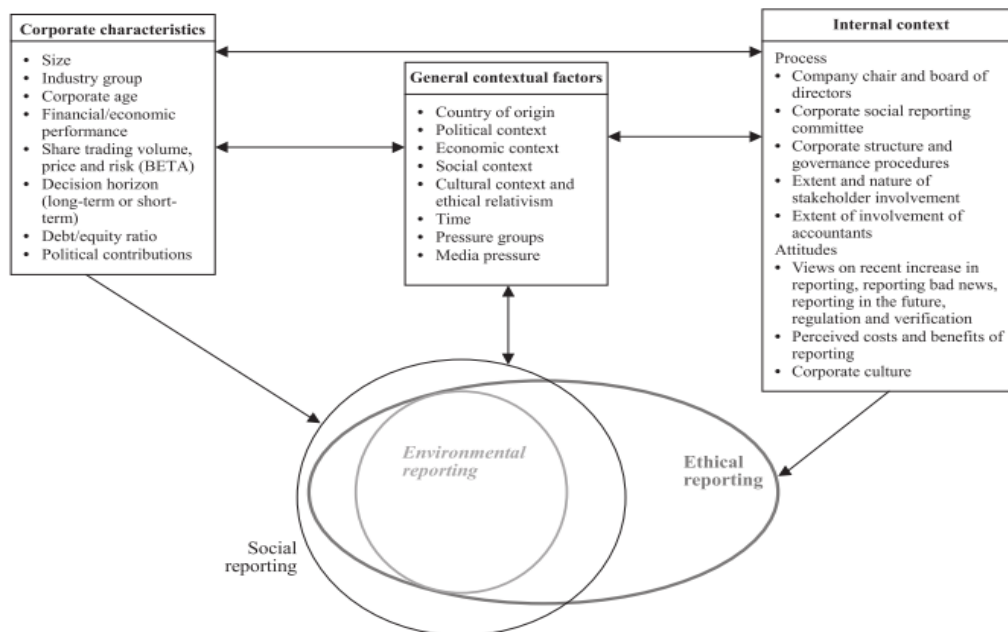 Corporate characteristics
• Size
• Industry group
• Corporate age
• Financial/economic
performance
• Share trading volume,
price and risk (BETA)
• Decision horizon
(long-term or short-
term)
• Debt/equity ratio
• Political contributions
General contextual factors
• Country of origin
• Political context
• Economic context
• Social context
• Cultural context and
ethical relativism
• Time
• Pressure groups
• Media pressure
Internal context
Process
• Company chair and board of
directors
• Corporate social reporting
committee
• Corporate structure and
governance procedures
• Extent and nature of
stakeholder involvement
• Extent of involvement of
accountants
Attitudes
• Views on recent increase in
reporting, reporting bad news,
reporting in the future,
regulation and verification
• Perceived costs and benefits of
reporting
• Corporate culture
Environmental
reporting
Ethical
reporting
Social
reporting